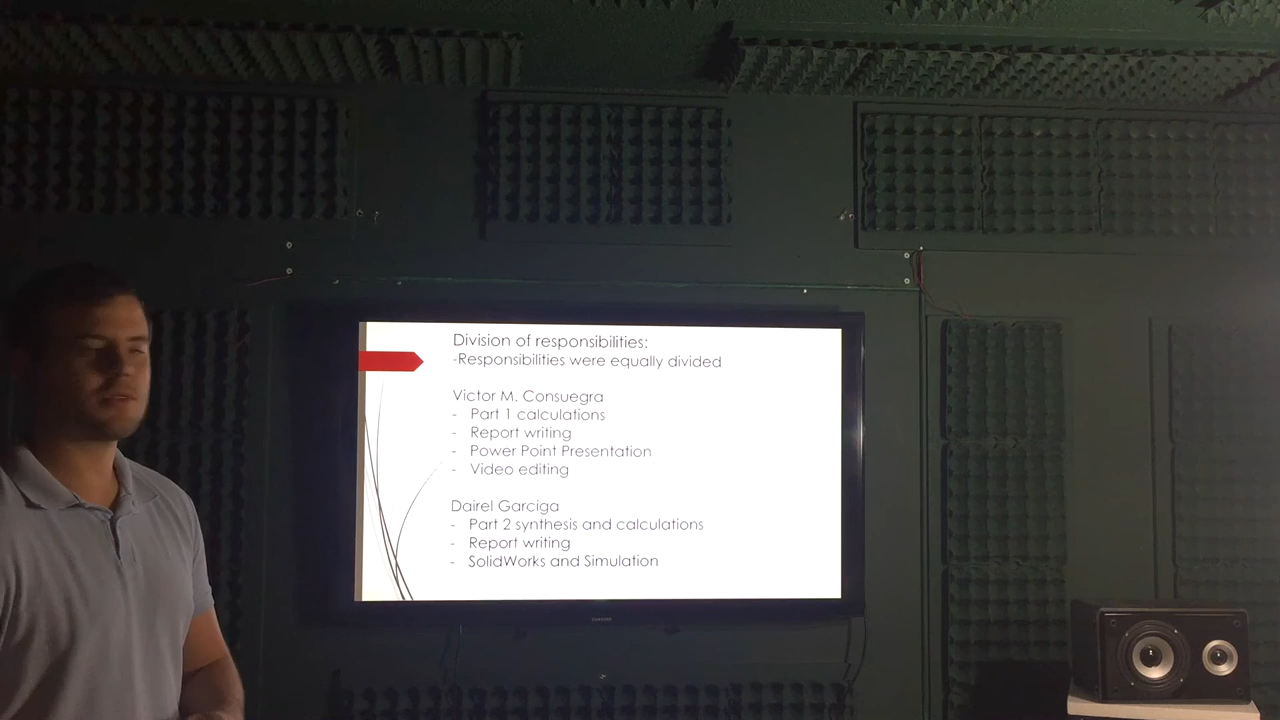 Division of responsibilities:
-Responsibilities were equally divided
Victor M. Consuegra
- Part 1 calculations
- Report writing
- Power Point Presentation
- Video editing
Dairel Garciga
- Part 2 synthesis and calculations
- Report writing
- SolidWorks and Simulation
SAMSUNG